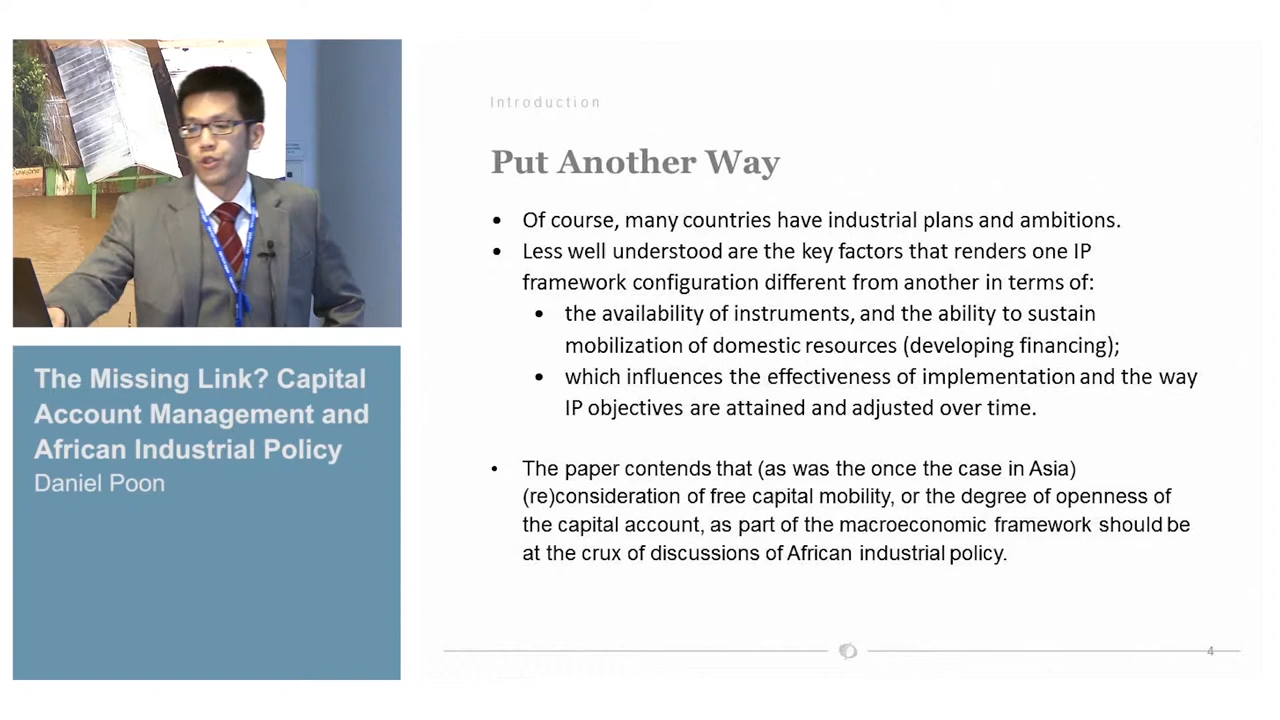 The Missing Link? Capital
Account Management and
African Industrial Policy
Daniel Poon
Introduction
Put Another Way
• Of course, many countries have industrial plans and ambitions.
• Less well understood are the key factors that renders one IP
framework configuration different from another in terms of:
• the availability of instruments, and the ability to sustain
mobilization of domestic resources (developing financing);
• which influences the effectiveness of implementation and the way
IP objectives are attained and adjusted over time.
• The paper contends that (as was the once the case in Asia)
(re)consideration of free capital mobility, or the degree of openness of
the capital account, as part of the macroeconomic framework should be
at the crux of discussions of African industrial policy.
4